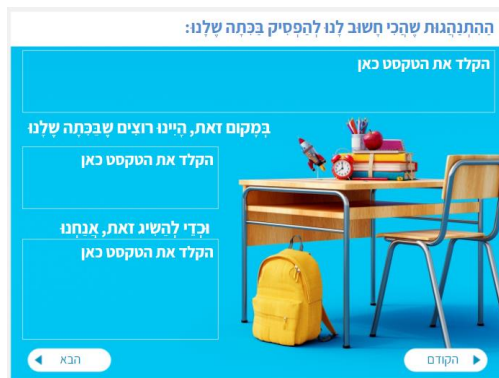 הַהִתְנַהֲגוּת שֶׁהֲכִי חָשׁוּב לָנוּ לְהַפְסִיק בַּכִּתָּה שֶׁלָּנוּ:
הקלד את הטקסט כאן
בִּמְקוֹם זֹאת, הָיִינוּ רוֹצִים שֶׁבַּכִּתָּה שֶׁלָּנוּ
הקלד את הטקסט כאן
וּכְדֵי לְהַשִּׂיג זֹאת, אֲנַחְנוּ
הקלד את הטקסט כאן
הקודם
הבא